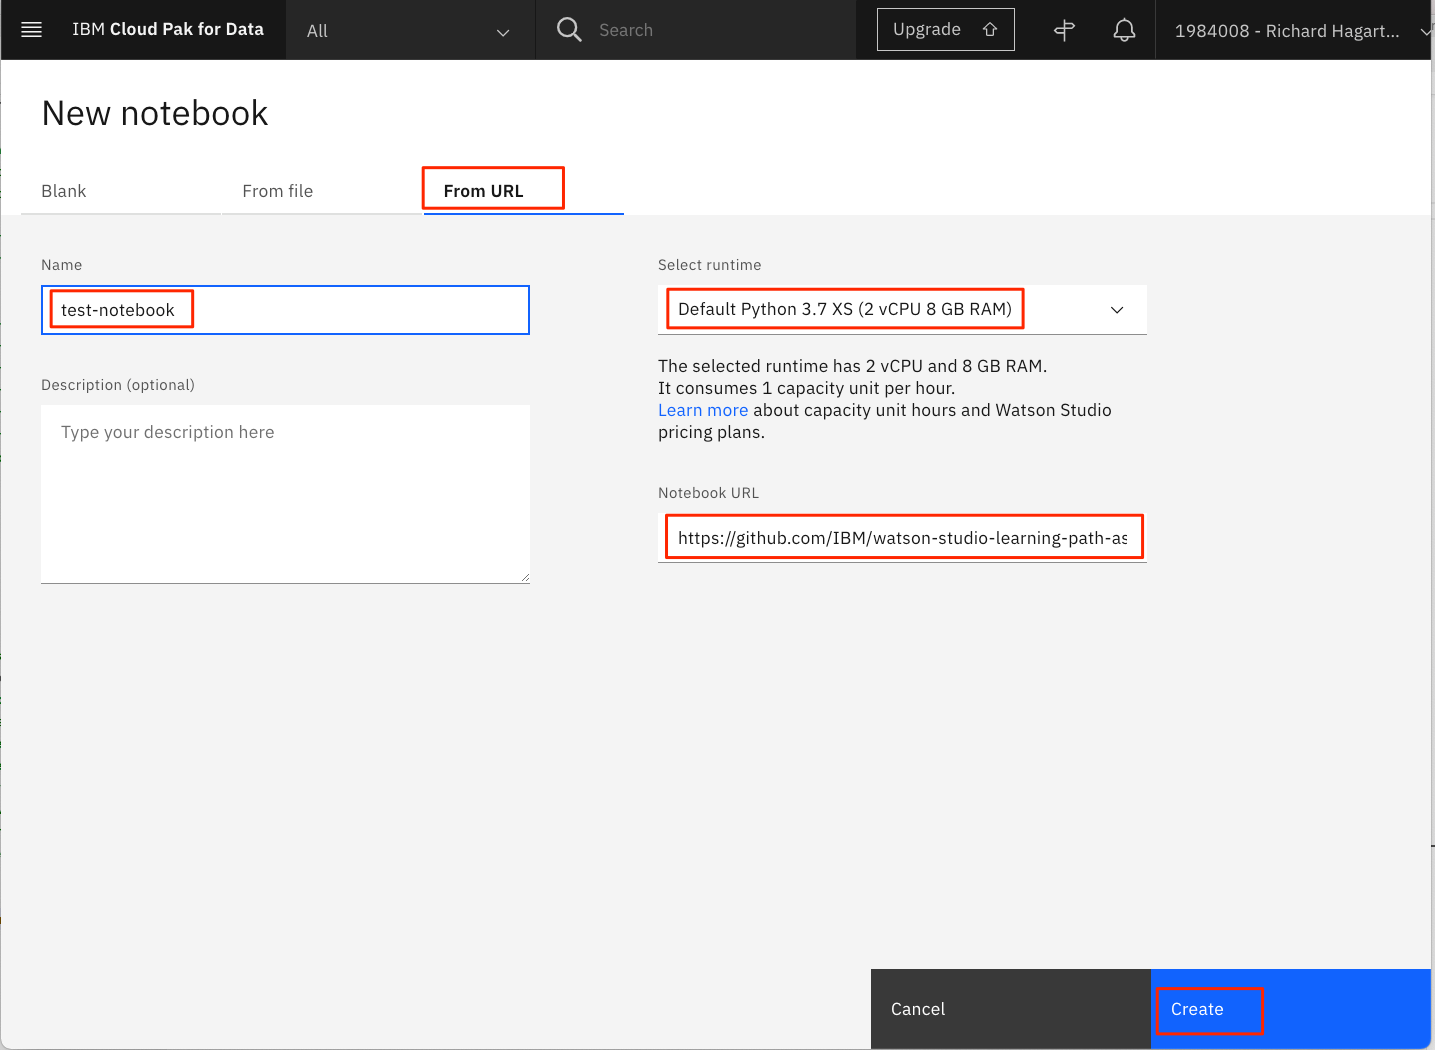 IBM Cloud Pak for Data
All
Search
Upgrade
1984008 - Richard Hagart...
New notebook
Blank
From file
From URL
Name
test-notebook
Description (optional)
Type your description here
Select runtime
Default Python 3.7 XS (2 vCPU 8 GB RAM)
The selected runtime has 2 vCPU and 8 GB RAM.
It consumes 1 capacity unit per hour.
Learn more about capacity unit hours and Watson Studio
pricing plans.
Notebook URL
https://github.com/IBM/watson-studio-learning-path-as
Cancel
Create